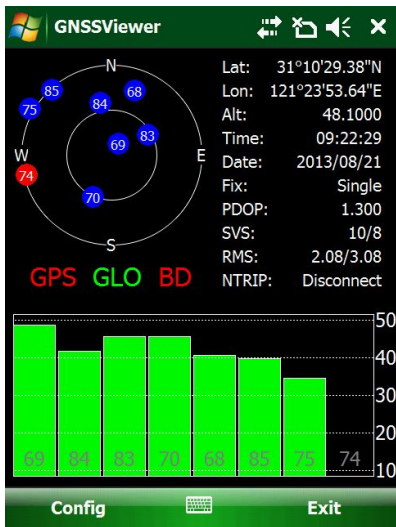 GNSSViewer
N
85
68
84
75
83
69
W
E
74
70
S
GPS GLO BD
Lat: 31°10'29.38"N
Lon: 121°23'53.64"E
Alt: 48.1000
Time: 09:22:29
Date: 2013/08/21
Fix: Single
PDOP: 1.300
SVS: 10/8
RMS: 2.08/3.08
NTRIP: Disconnect
50
40
30
20
10
69 84 83 70 68 85 75 74
Config Exit